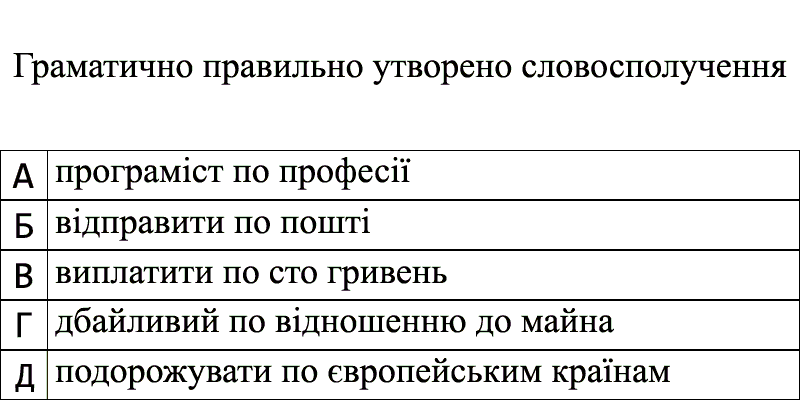 Граматично правильно утворено словосполучення
А програміст по професії
Б відправити по пошті
В виплатити по сто гривень
Г дбайливий по відношенню до майна
Д подорожувати по європейським країнам